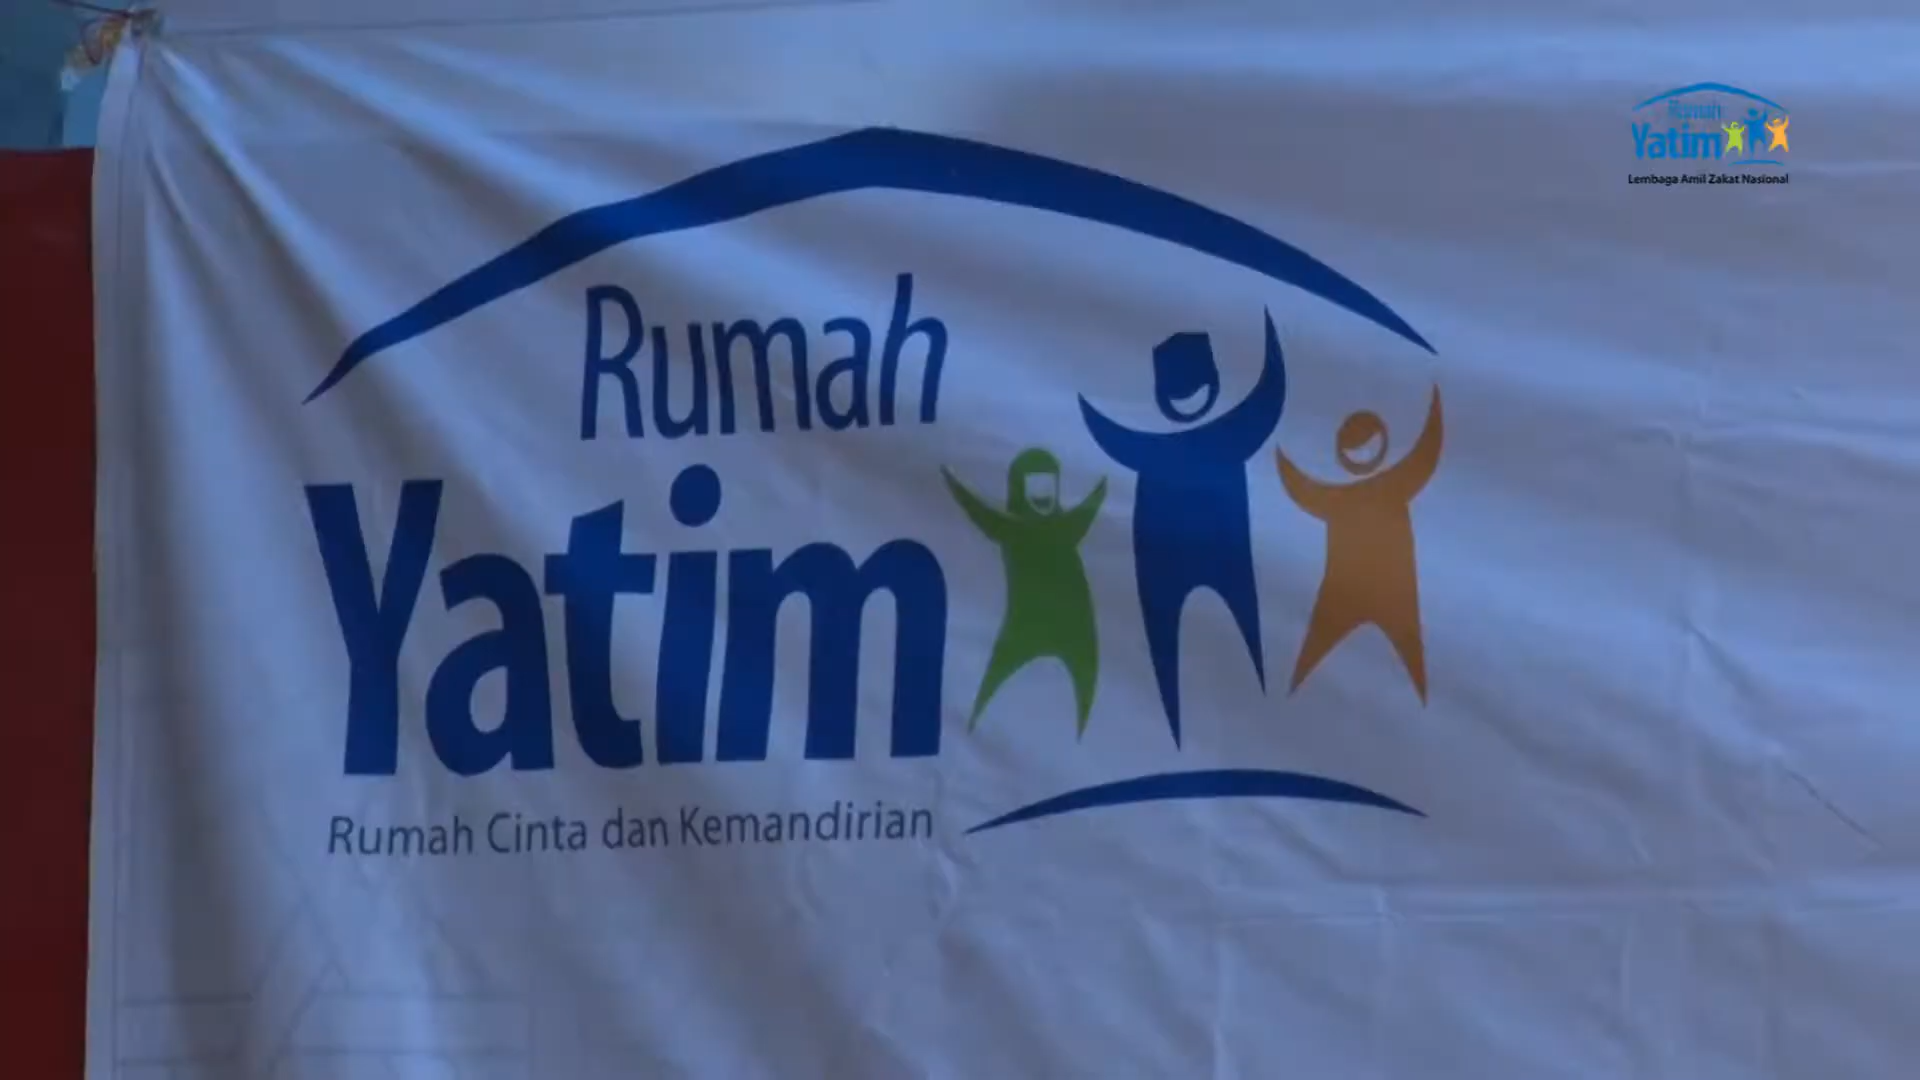 Rumah
Yatim
Rumah Cinta dan Kemandirian
Rumah
Yatim
Lembaga Amil Zakat Nasional